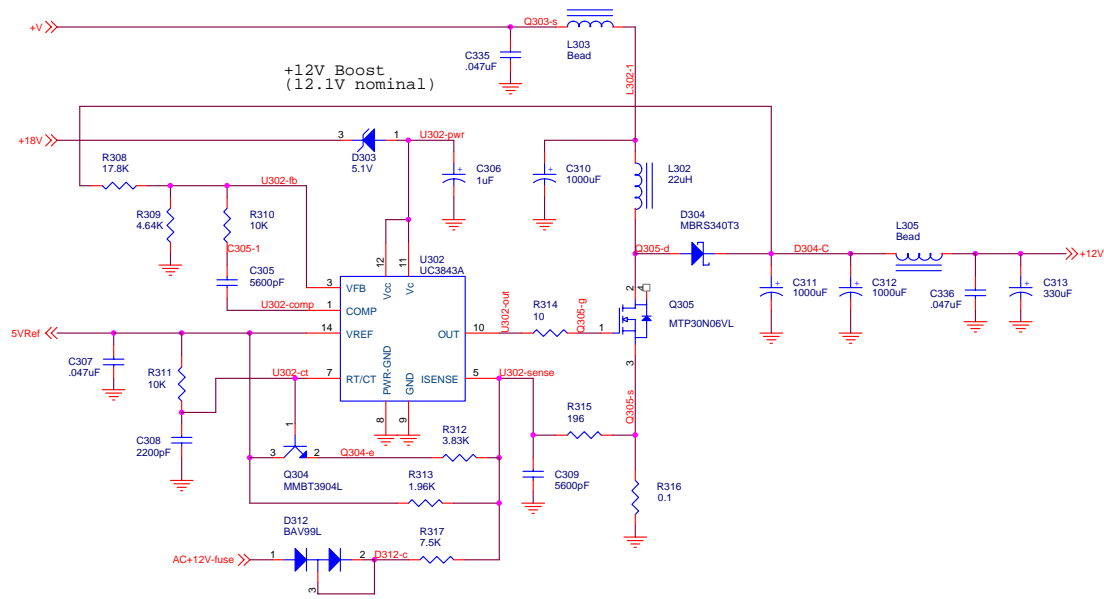 +V
Q303-s
L303
Bead
C335
.047uF
L302-1
+12V Boost
(12.1V nominal)
+18V
3
1
U302-pwr
D303
5.1V
C306
1uF
C310
1000uF
L302
22uH
R308
17.8K
U302-fb
R309
4.64K
R310
10K
C305-1
C305
5600pF
U302-comp
U302
UC3843A
12
11
Vcc
Vc
3
VFB
1
COMP
14
VREF
7
RT/CT
OUT
10
ISENSE
5
PWR-GND
GND
8
9
D304
MBRS340T3
Q305-d
D304-C
L305
Bead
+12V
C311
1000uF
C312
1000uF
C336
.047uF
C313
330uF
2
4
Q305
MTP30N06VL
1
3
U302-out
R314
10
Q305-g
5VRef
C307
.047uF
R311
10K
U302-ct
C308
2200pF
U302-sense
R315
196
Q305-s
C309
5600pF
R316
0.1
1
3
2
Q304-e
Q304
MMBT3904L
R312
3.83K
R313
1.96K
R317
7.5K
D312
BAV99L
AC+12V-fuse
1
2
D312-c
3